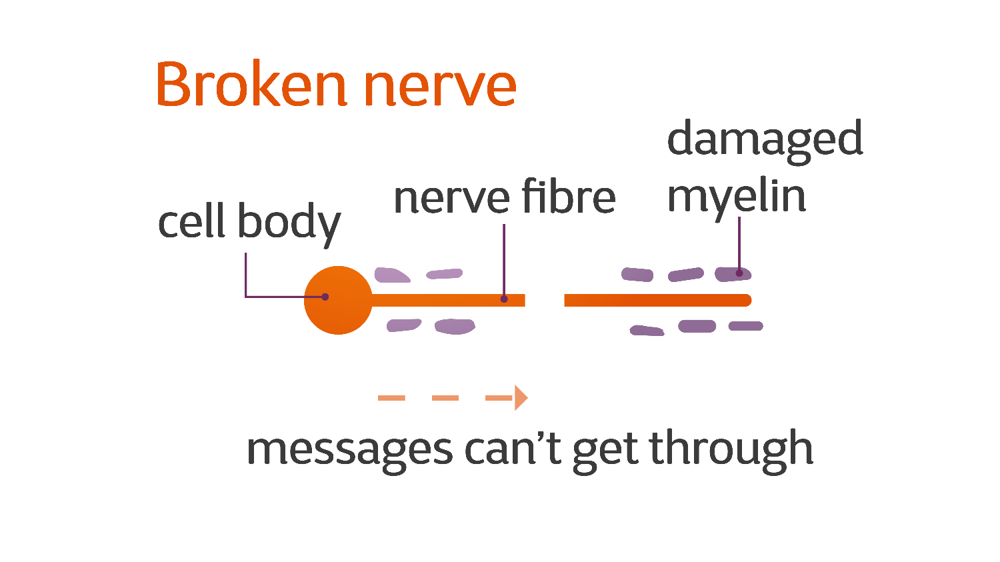 Broken nerve
damaged
myelin
nerve fibre
cell body
messages can't get through